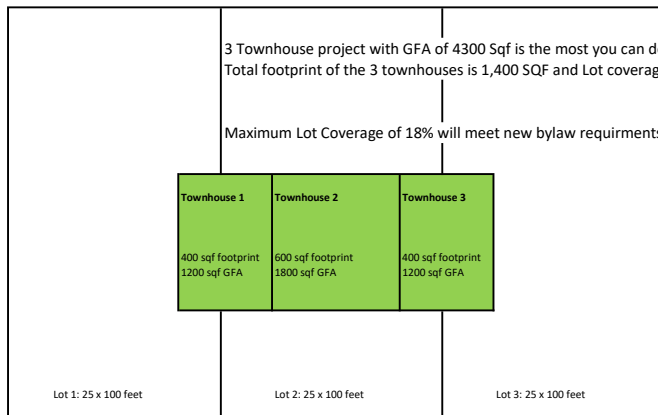 3 Townhouse project with GFA of 4300 Sqf is the most you can
Total footprint of the 3 townhouses is 1,400 SQF and Lot
Maximum Lot Coverage of 18% will meet new bylaw requirments
Townhouse 1 Townhouse 2 Townhouse 3
400 sqf footprint 600 sqf footprint 400 sqf footprint
1200 sqf GFA 1800 sqf GFA 1200 sqf GFA
Lot 1: 25 x 100 feet Lot 2: 25 x 100 feet Lot 3: 25 x 100 feet